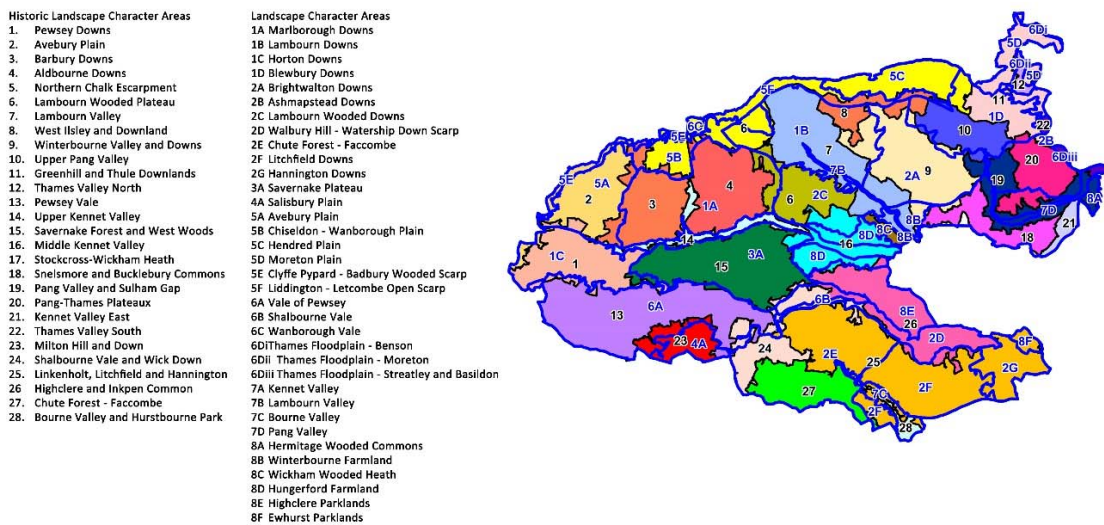 Historic Landscape Character Areas
1. Pewsey Downs
2. Avebury Plain
3. Barbury Downs
4. Aldbourne Downs
5. Northern Chalk Escarpment
6. Lambourn Wooded Plateau
7. Lambourn Valley
8. West Ilsley and Downland
9. Winterbourne Valley and Downs
10. Upper Pang Valley
11. Greenhill and Thule Downlands
12. Thames Valley North
13. Pewsey Vale
14. Upper Kennet Valley
15. Savernake Forest and West Woods
16. Middle Kennet Valley
17. Stockcross-Wickham Heath
18. Snelsmore and Bucklebury Commons
19. Pang Valley and Sulham Gap
20. Pang-Thames Plateaux
21. Kennet Valley East
22. Thames Valley South
23. Milton Hill and Down
24. Shalbourne Vale and Wick Down
25. Linkenholt, Litchfield and Hannington
26 Highclere and Inkpen Common
27. Chute Forest - Faccombe
28. Bourne Valley and Hurstbourne Park
Landscape Character Areas
1A Marlborough Downs
1B Lambourn Downs
1C Horton Downs
1D Blewbury Downs
2A Brightwalton Downs
2B Ashmapstead Downs
2C Lambourn Wooded Downs
2D Walbury Hill - Watership Down Scarp
2E Chute Forest - Faccombe
2F Litchfield Downs
2G Hannington Downs
3A Savernake Plateau
4A Salisbury Plain
5A Avebury Plain
5B Chiseldon - Wanborough Plain
5C Hendred Plain
5D Moreton Plain
5E Clyffe Pypard - Badbury Wooded Scarp
5F Liddington - Letcombe Open Scarp
6A Vale of Pewsey
6B Shalbourne Vale
6C Wanborough Vale
6DiThames Floodplain - Benson
6Dii Thames Floodplain - Moreton
6Diii Thames Floodplain - Streatley and Basildon
7A Kennet Valley
7B Lambourn Valley
7C Bourne Valley
7D Pang Valley
8A Hermitage Wooded Commons
8B Winterbourne Farmland
8C Wickham Wooded Heath
8D Hungerford Farmland
8E Highclere Parklands
8F Ewhurst Parklands
6Di
5D
6Dii
5D
12
5C
11
5F
1D
22
6C
6
8
1B
10
2B
5E
20
6Diii
5B
7
9
19
5E
5A
7B
2A
8A
2
4
6
2C
7D
3
1A
8B
21
8C
18
14
8D
8B
16
1C
1
3A
8D
15
6A
6B
8E
13
26
23
4A
24
2D
8F
2E
25
2G
27
2F
7C
2F
28